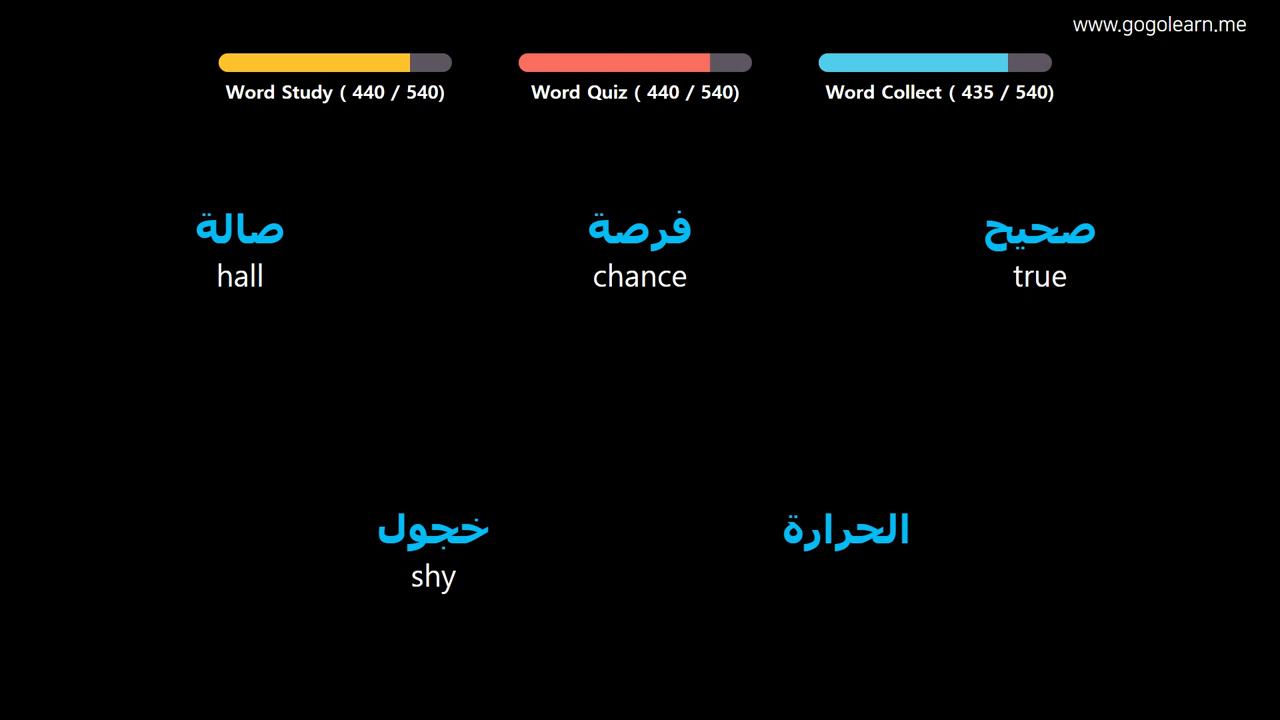 www.gogolearn.me
Word Study ( 440 / 540)
Word Quiz ( 440 / 540)
Word Collect ( 435 / 540)
صالة
hall
فرصة
chance
صحيح
true
خجول
shy
الحرارة